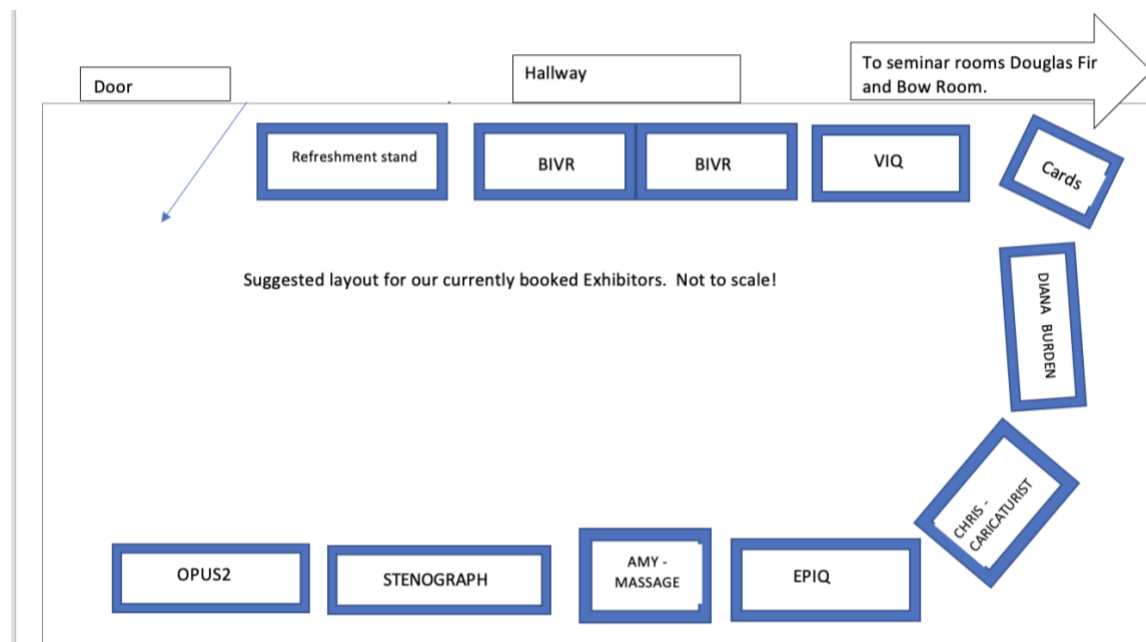 Door
Hallway
To seminar rooms Douglas Fir
and Bow Room.
Refreshment stand
BIVR
BIVR
VIQ
Cards
Suggested layout for our currently booked Exhibitors.  Not to scale!
DIANA BURDEN
CHRIS -
CARICATURIST
OPUS2
STENOGRAPH
AMY -
MASSAGE
EPIQ